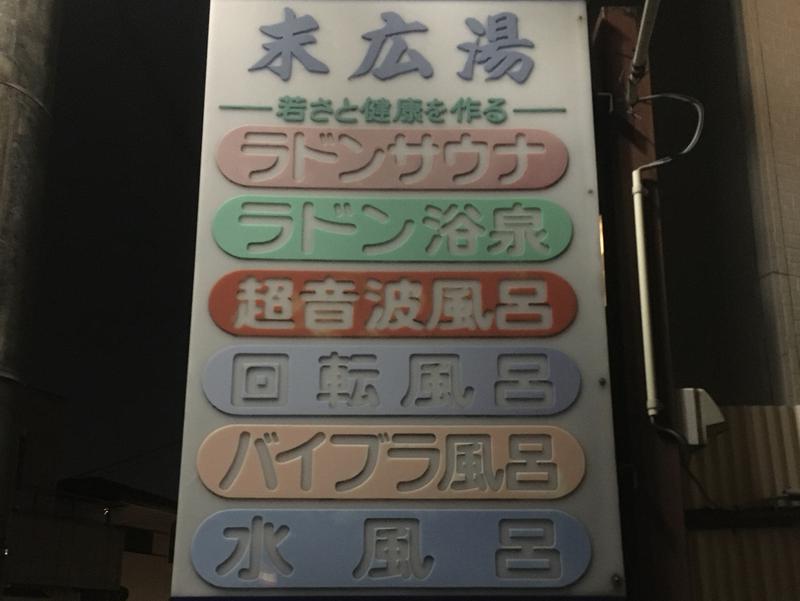 末広湯
若さと健康を作る
ラドンサウナ
ラドン浴泉
超音波風呂
回転風呂
バイブラ風呂
水風呂